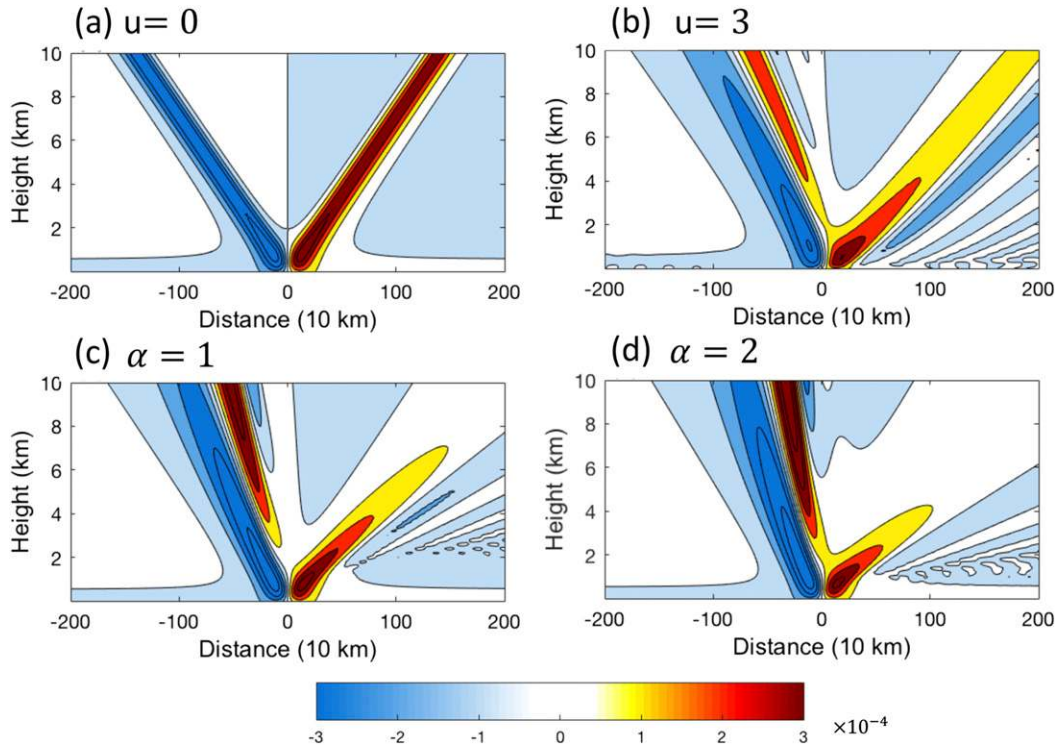 (a) u= 0
(b) u= 3
10
8
6
4
2
Height (km)
-200 -100 0 100 200
Distance (10 km)
10
8
6
4
2
Height (km)
-200 -100 0 100 200
Distance (10 km)
(c) α = 1
(d) α = 2
10
8
6
4
2
Height (km)
-200 -100 0 100 200
Distance (10 km)
10
8
6
4
2
Height (km)
-200 -100 0 100 200
Distance (10 km)
-3 -2 -1 0 1 2 3
×10⁻⁴